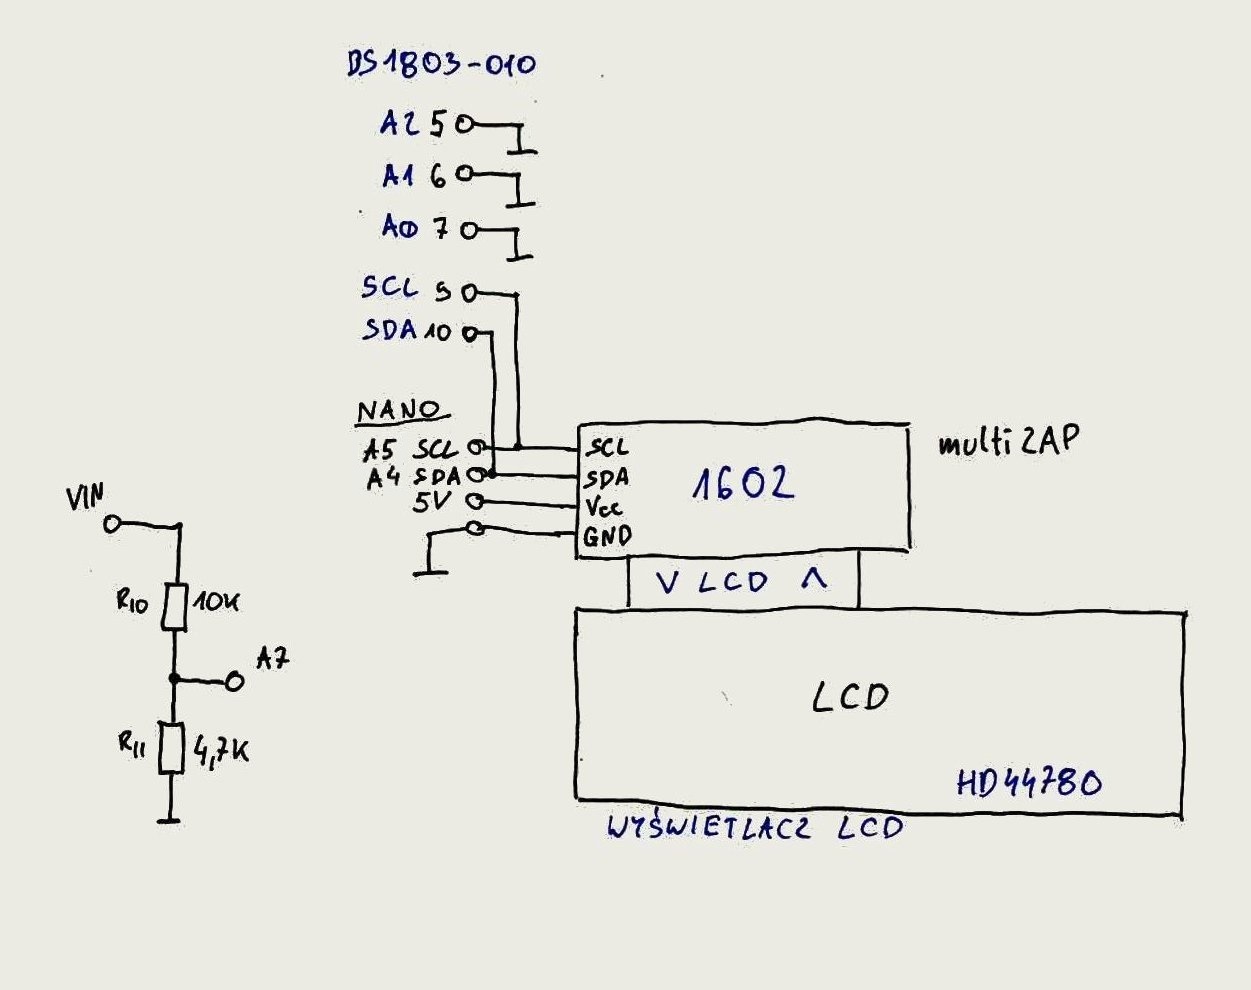 DS1803-010
A2 5
A1 6
A0 7
SCL 9
SDA 10
NANO
A5 SCL
A4 SDA
5V
SCL
SDA
Vcc
GND
1602
multiZAP
V LCD Λ
LCD
HD44780
WYŚWIETLACZ LCD
VIN
R10 10K
A7
R11 4,7K